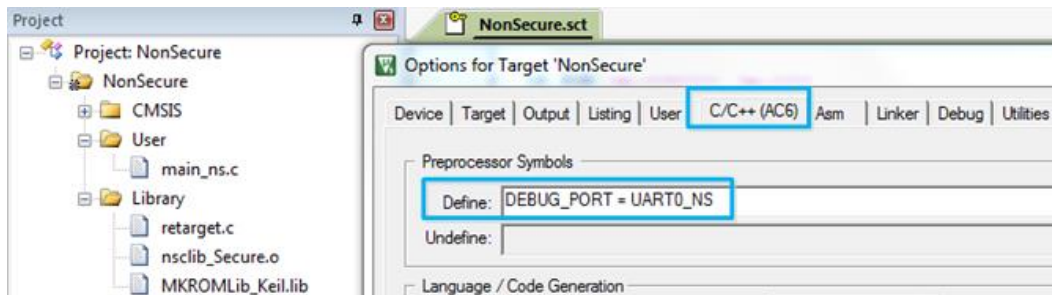 Project
NonSecure.sct
Project: NonSecure
NonSecure
CMSIS
User
main_ns.c
Library
retarget.c
nsclib_Secure.o
MKROMLib_Keil.lib
Options for Target 'NonSecure'
Device | Target | Output | Listing | User | C/C++ (AC6) | Asm | Linker | Debug | Utilities
Preprocessor Symbols
Define: DEBUG_PORT = UART0_NS
Undefine:
Language / Code Generation